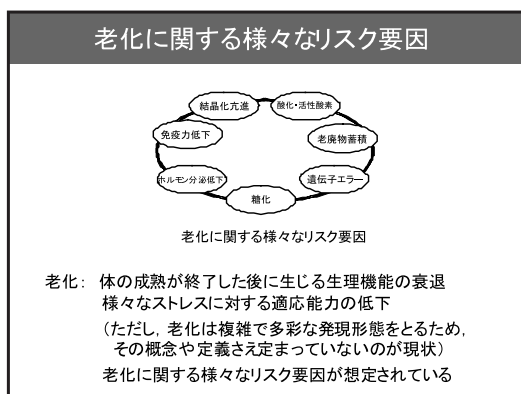 老化に関する様々なリスク要因
結晶化亢進
酸化・活性酸素
免疫力低下
老廃物蓄積
ホルモン分泌低下
遺伝子エラー
糖化
老化に関する様々なリスク要因
老化: 体の成熟が終了した後に生じる生理機能の衰退
様々なストレスに対する適応能力の低下
(ただし, 老化は複雑で多彩な発現形態をとるため,
その概念や定義さえ定まっていないのが現状)
老化に関する様々なリスク要因が想定されている